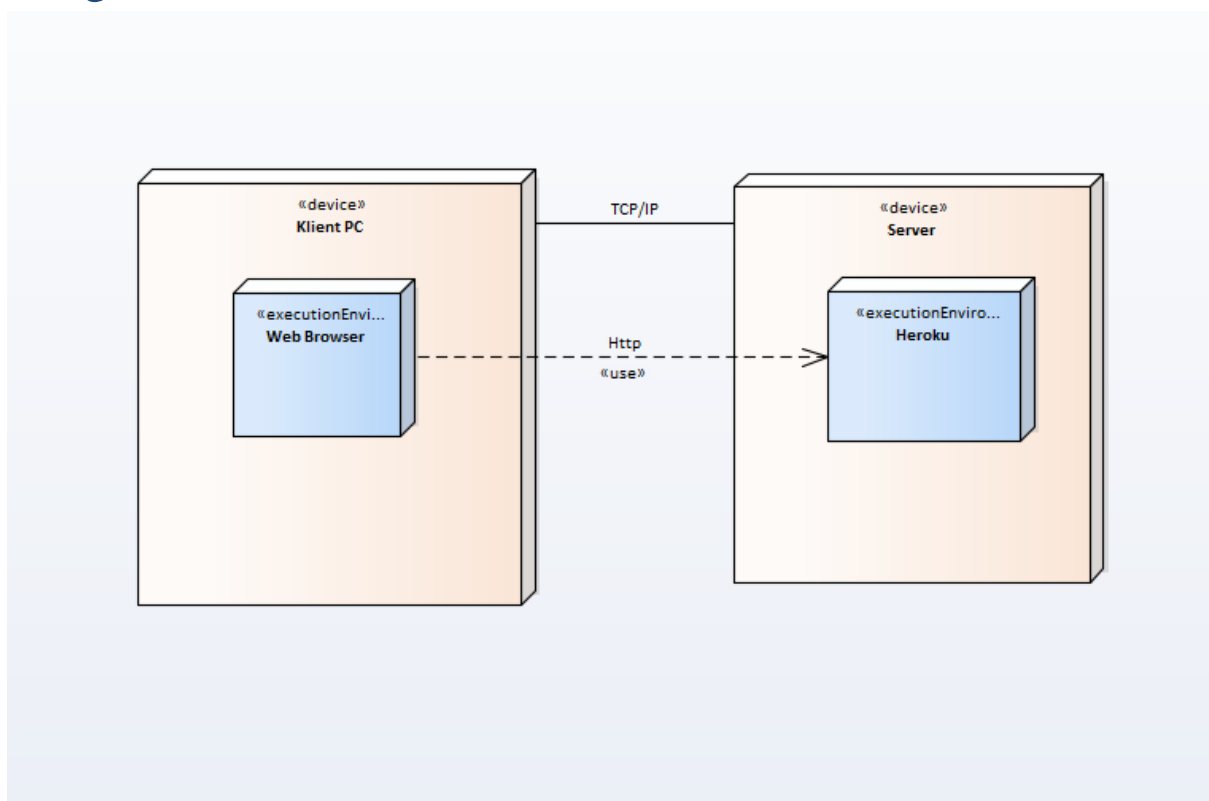 «device»
Klient PC
«executionEnvi...
Web Browser
TCP/IP
Http
«use»
«device»
Server
«executionEnviro...
Heroku